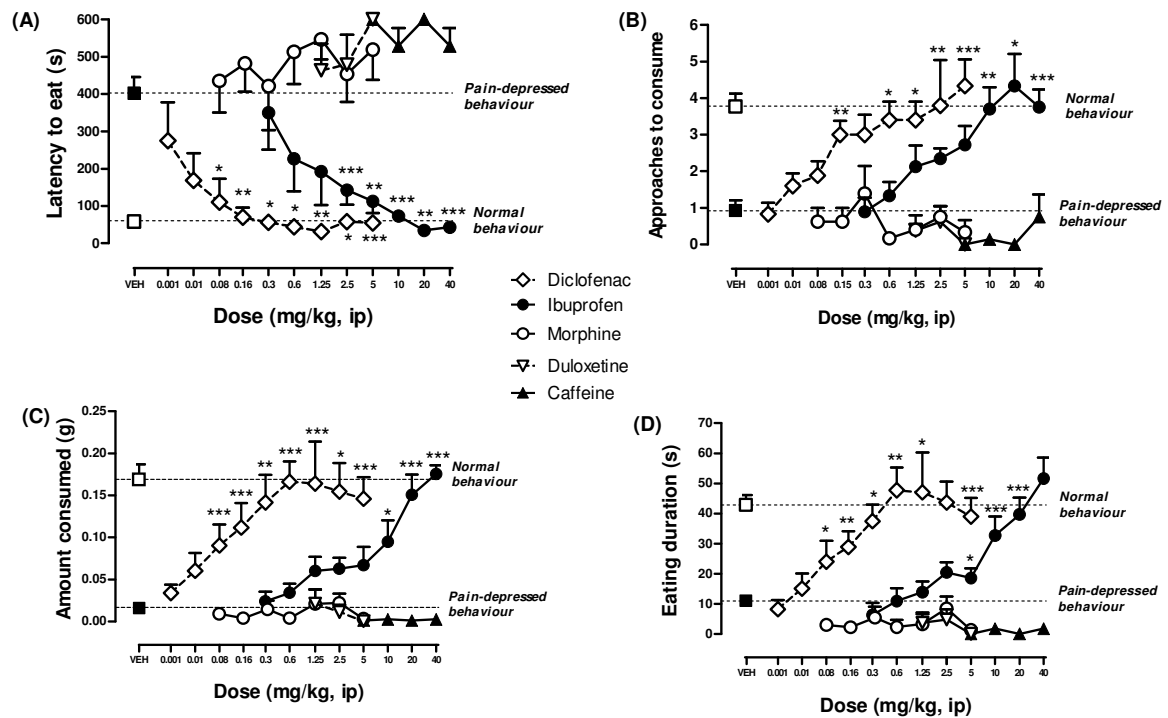 (A)
Latency to eat (s)
600
500
400
300
200
100
0
*
**
*
*
**
*
***
***
**
***
**
***
Pain-depressed
behaviour
Normal
behaviour
VEH 0.001 0.01 0.08 0.16 0.3 0.6 1.25 2.5 5 10 20 40
Dose (mg/kg, ip)
(B)
Approaches to consume
6
5
4
3
2
1
0
**
*
*
**
***
**
*
***
Normal
behaviour
Pain-depressed
behaviour
VEH 0.001 0.01 0.08 0.15 0.3 0.6 1.25 2.5 5 10 20 40
Dose (mg/kg, ip)
Diclofenac
Ibuprofen
Morphine
Duloxetine
Caffeine
(C)
Amount consumed (g)
0.25
0.20
0.15
0.10
0.05
0.00
***
***
**
***
***
*
***
*
***
***
Normal
behaviour
Pain-depressed
behaviour
VEH 0.001 0.01 0.08 0.16 0.3 0.6 1.25 2.5 5 10 20 40
Dose (mg/kg, ip)
(D)
Eating duration (s)
70
60
50
40
30
20
10
0
*
**
*
**
*
***
*
***
***
Normal
behaviour
Pain-depressed
behaviour
VEH 0.001 0.01 0.08 0.16 0.3 0.6 1.25 2.5 5 10 20 40
Dose (mg/kg, ip)